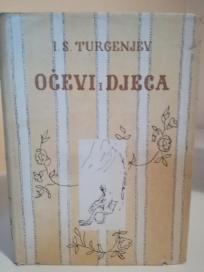 I. S. TURGENJEV
OČEVI I DJECA